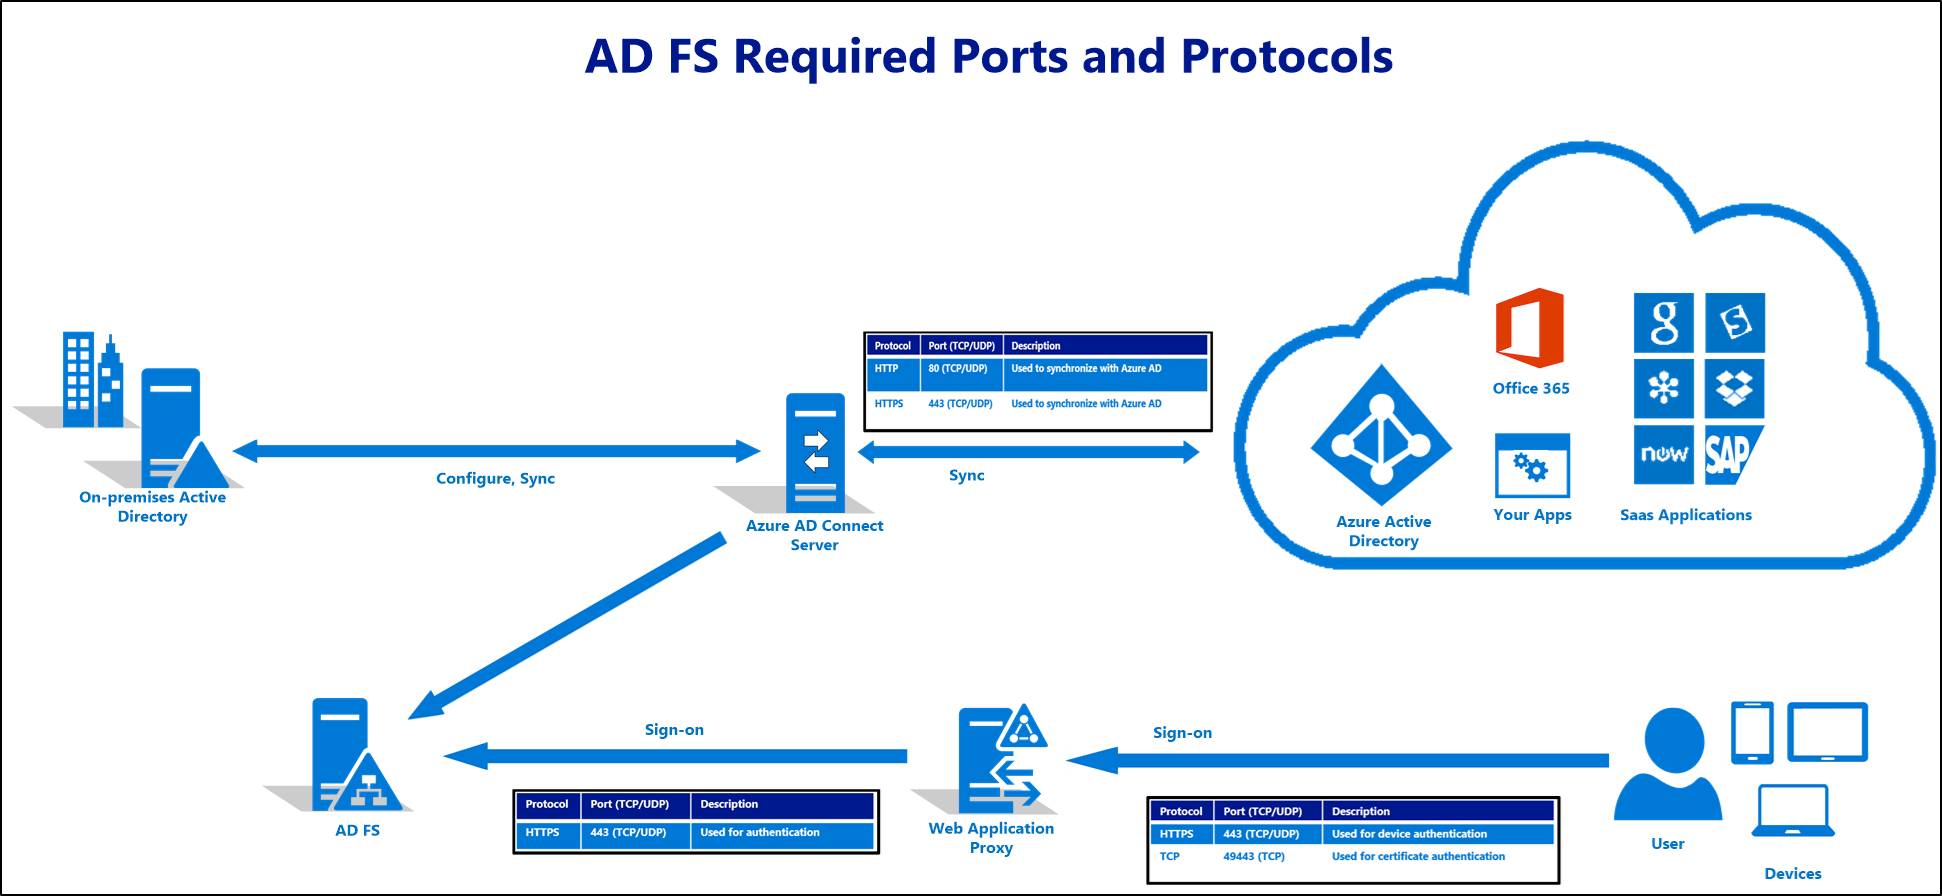 AD FS Required Ports and Protocols
Protocol Port (TCP/UDP) Description
HTTP 80 (TCP/UDP) Used to synchronize with Azure AD
HTTPS 443 (TCP/UDP) Used to synchronize with Azure AD
Configure, Sync
Sync
On-premises Active
Directory
Azure AD Connect
Server
Azure Active
Directory
Office 365
Your Apps
g
S
now
SAP
Saas Applications
Sign-on
Sign-on
AD FS
Protocol Port (TCP/UDP) Description
HTTPS 443 (TCP/UDP) Used for authentication
Web Application
Proxy
Protocol Port (TCP/UDP) Description
HTTPS 443 (TCP/UDP) Used for device authentication
TCP 49443 (TCP) Used for certificate authentication
User
Devices